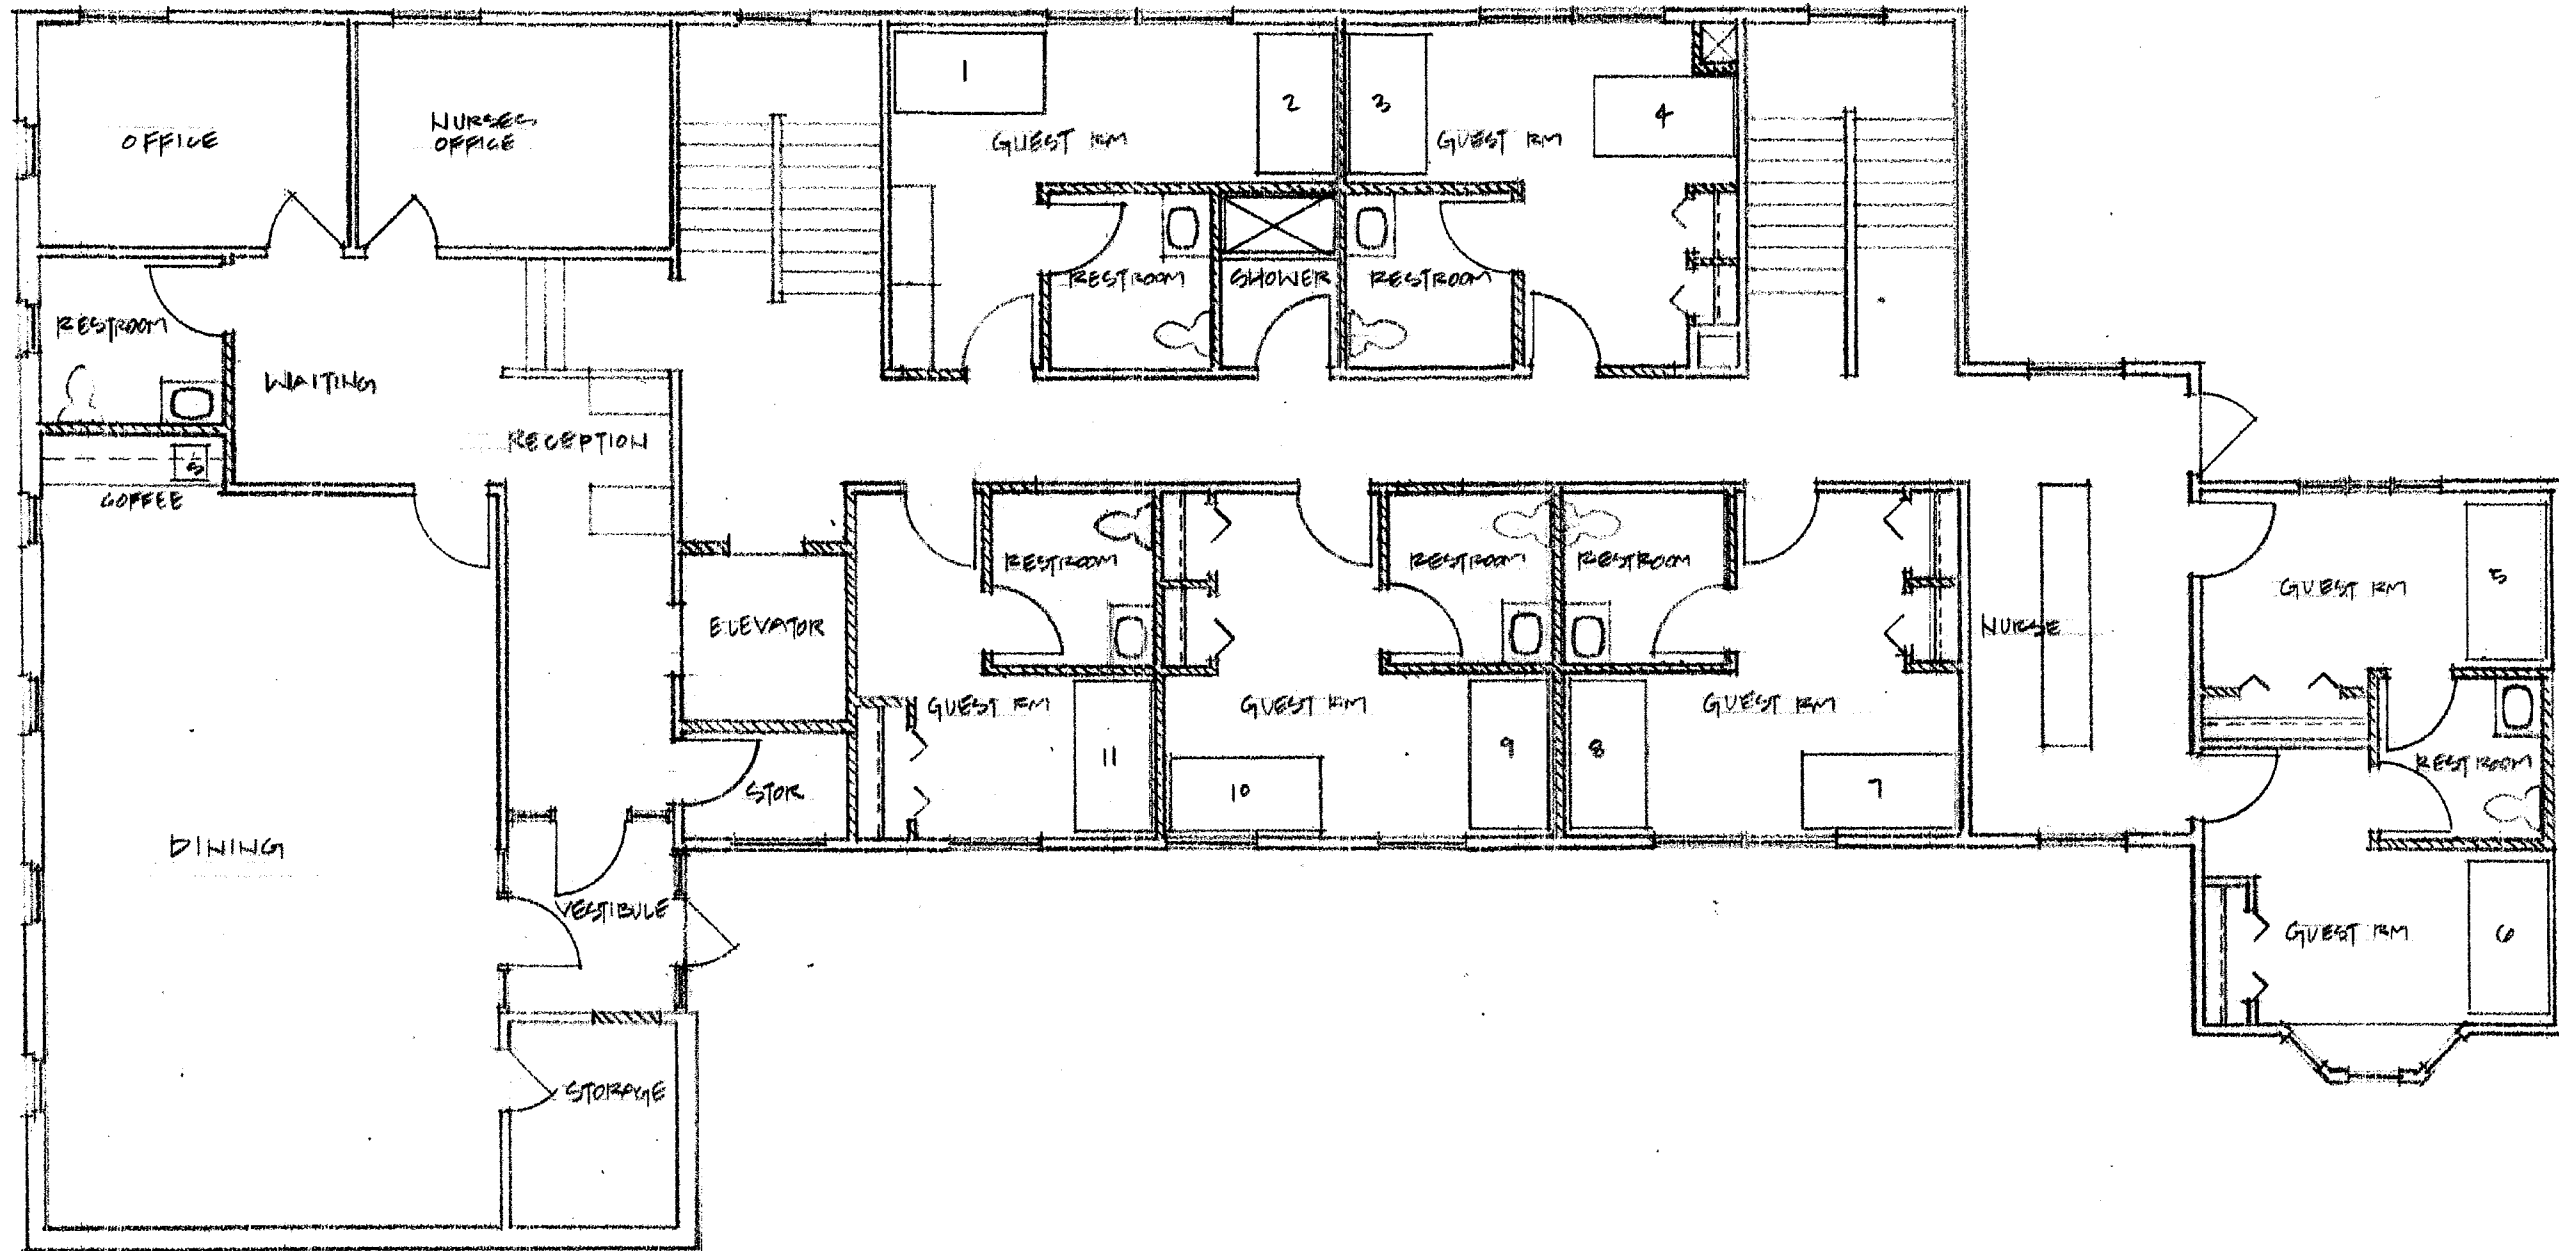 OFFICE
NURSES
OFFICE
1
2
3
4
GUEST RM
GUEST RM
RESTROOM
SHOWER
RESTROOM
RESTROOM
WAITING
RECEPTION
S
COFFEE
RESTROOM
RESTROOM
RESTROOM
ELEVATOR
NURSE
GUEST RM
5
GUEST RM
GUEST RM
GUEST RM
11
10
9
8
7
STOR
RESTROOM
DINING
VESTIBULE
GUEST RM
6
STORAGE